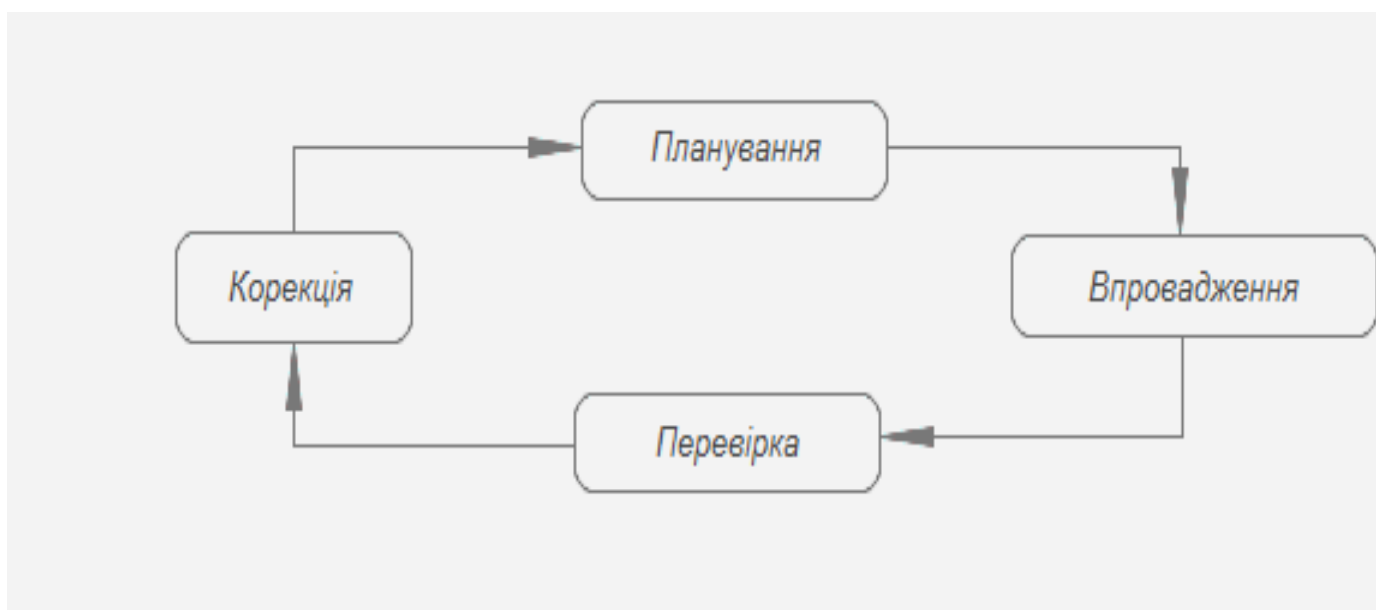 Планування
Корекція
Впровадження
Перевірка